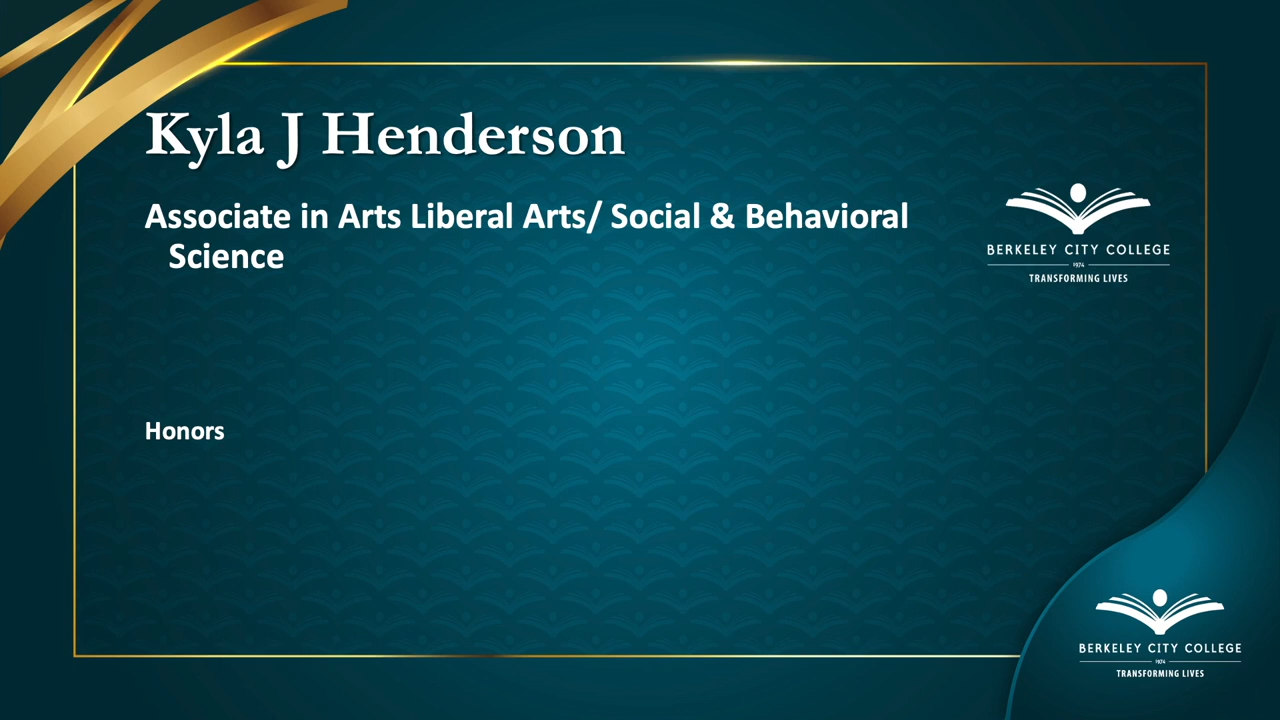 Kyla J Henderson
Associate in Arts Liberal Arts/ Social & Behavioral
Science
BERKELEY CITY COLLEGE
1974
TRANSFORMING LIVES
Honors
BERKELEY CITY COLLEGE
1974
TRANSFORMING LIVES